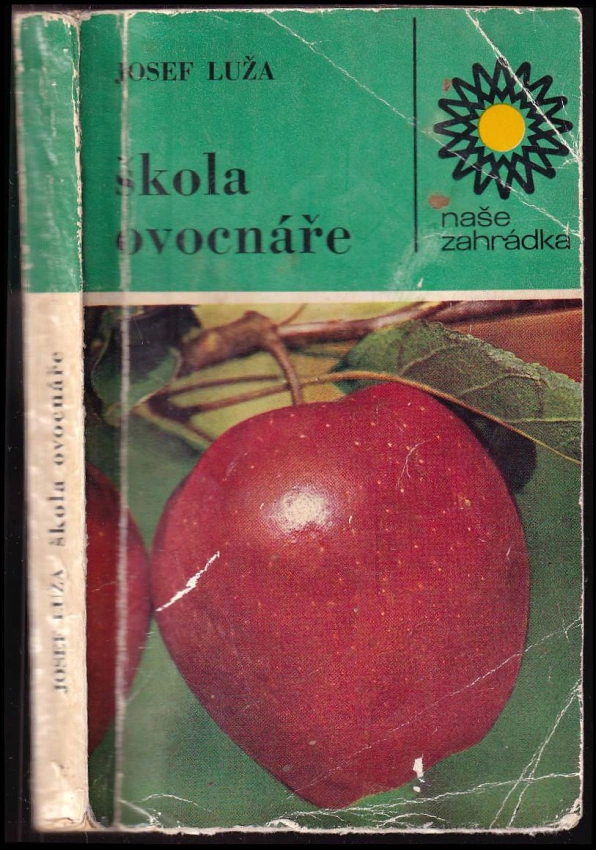 JOSEF LUŽA
škola
ovocnáře
naše
zahrádka
JOSEF LUŽA škola ovocnáře